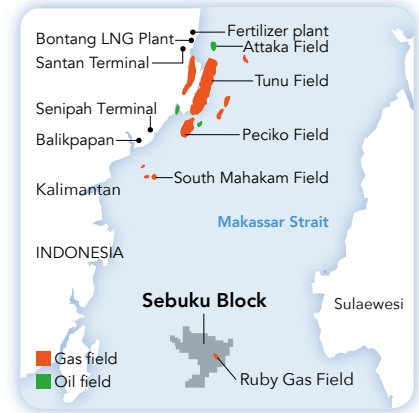 Fertilizer plant
Bontang LNG Plant
Attaka Field
Santan Terminal
Tunu Field
Senipah Terminal
Balikpapan
Peciko Field
South Mahakam Field
Kalimantan
Makassar Strait
INDONESIA
Sebuku Block
Sulaewesi
Gas field
Oil field
Ruby Gas Field